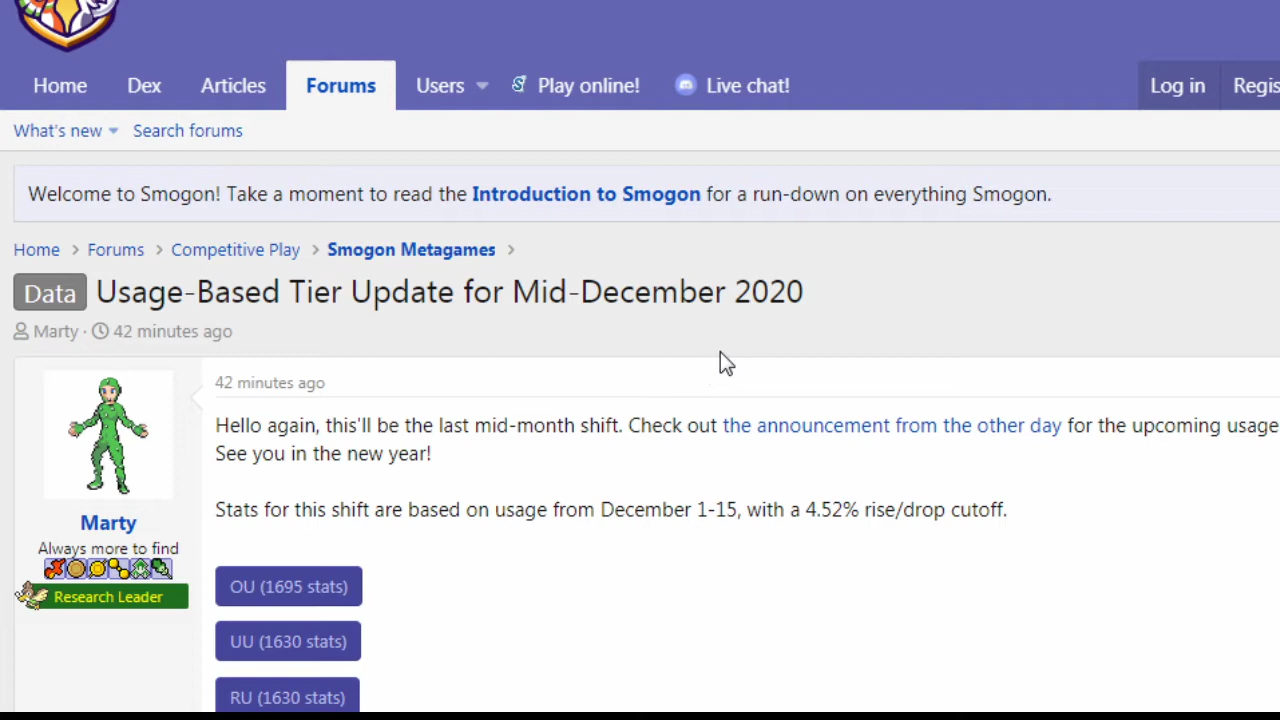 Home Dex Articles Forums Users Play online! Live chat! Log in Regis
What's new Search forums
Welcome to Smogon! Take a moment to read the Introduction to Smogon for a run-down on everything Smogon.
Home > Forums > Competitive Play > Smogon Metagames >
Data Usage-Based Tier Update for Mid-December 2020
Marty · 42 minutes ago
42 minutes ago
Hello again, this'll be the last mid-month shift. Check out the announcement from the other day for the upcoming usage
See you in the new year!
Stats for this shift are based on usage from December 1-15, with a 4.52% rise/drop cutoff.
Marty
Always more to find
Research Leader
OU (1695 stats)
UU (1630 stats)
RU (1630 stats)